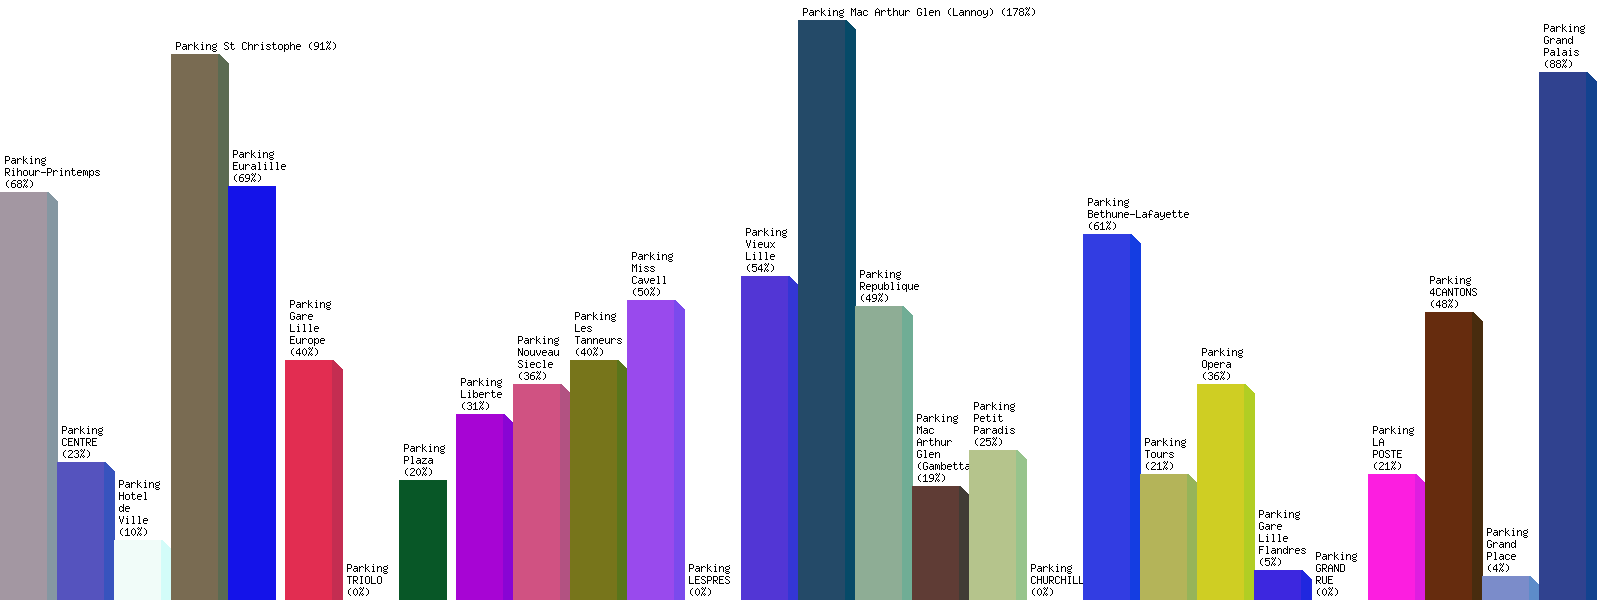 Parking
Rihour-Printemps
(68%)
Parking
CENTRE
(23%)
Parking
Hotel
de
Ville
(10%)
Parking St Christophe (91%)
Parking
Euralille
(69%)
Parking
Gare
Lille
Europe
(40%)
Parking
TRIOLO
(0%)
Parking
Plaza
(20%)
Parking
Liberte
(31%)
Parking
Nouveau
Siecle
(36%)
Parking
Les
Tanneurs
(40%)
Parking
Miss
Cavell
(50%)
Parking
LESPRES
(0%)
Parking
Vieux
Lille
(54%)
Parking Mac Arthur Glen (Lannoy) (178%)
Parking
Republique
(49%)
Parking
Mac
Arthur
Glen
(Gambetta
(19%)
Parking
Petit
Paradis
(25%)
Parking
CHURCHILL
(0%)
Parking
Bethune-Lafayette
(61%)
Parking
Tours
(21%)
Parking
Opera
(36%)
Parking
Gare
Lille
Flandres
(5%)
Parking
GRAND
RUE
(0%)
Parking
LA
POSTE
(21%)
Parking
4CANTONS
(48%)
Parking
Grand
Place
(4%)
Parking
Grand
Palais
(88%)